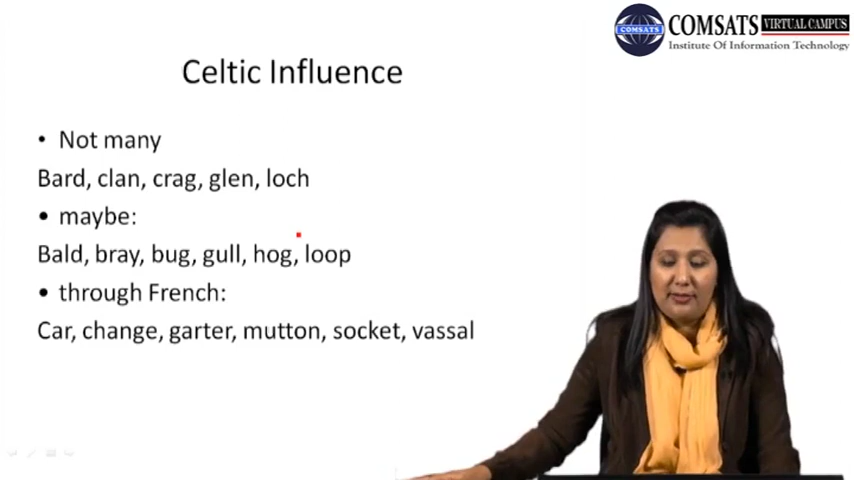 COMSATS VIRTUAL CAMPUS
COMSATS
Institute Of Information Technology
Celtic Influence
• Not many
Bard, clan, crag, glen, loch
• maybe:
Bald, bray, bug, gull, hog, loop
• through French:
Car, change, garter, mutton, socket, vassal